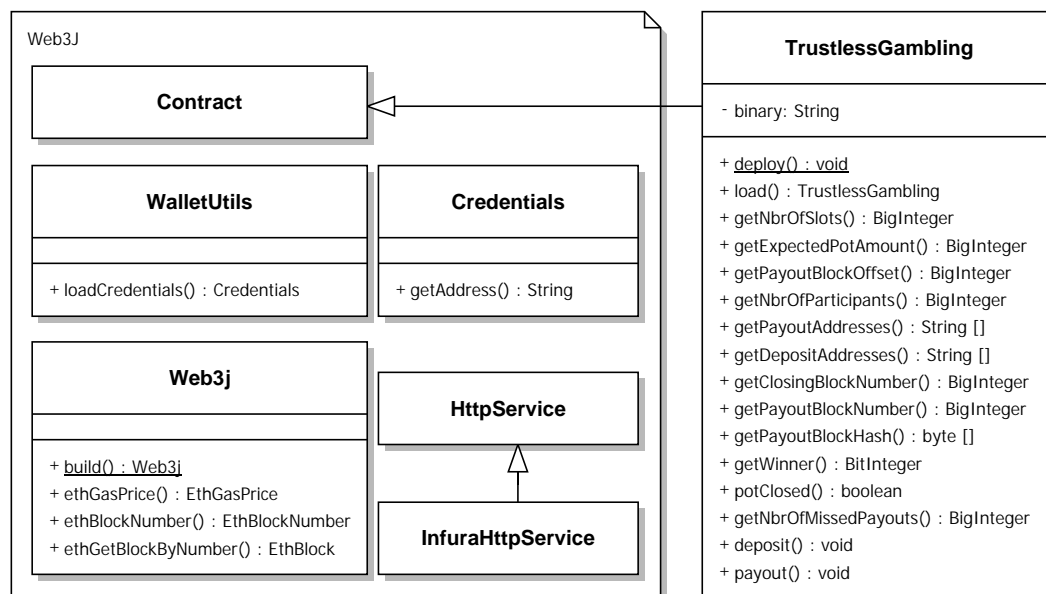 Web3J
Contract
WalletUtils
+ loadCredentials() : Credentials
Credentials
+ getAddress() : String
Web3j
+ build() : Web3j
+ ethGasPrice() : EthGasPrice
+ ethBlockNumber() : EthBlockNumber
+ ethGetBlockByNumber() : EthBlock
HttpService
InfuraHttpService
TrustlessGambling
- binary: String
+ deploy() : void
+ load() : TrustlessGambling
+ getNbrOfSlots() : BigInteger
+ getExpectedPotAmount() : BigInteger
+ getPayoutBlockOffset() : BigInteger
+ getNbrOfParticipants() : BigInteger
+ getPayoutAddresses() : String []
+ getDepositAddresses() : String []
+ getClosingBlockNumber() : BigInteger
+ getPayoutBlockNumber() : BigInteger
+ getPayoutBlockHash() : byte []
+ getWinner() : BitInteger
+ potClosed() : boolean
+ getNbrOfMissedPayouts() : BigInteger
+ deposit() : void
+ payout() : void